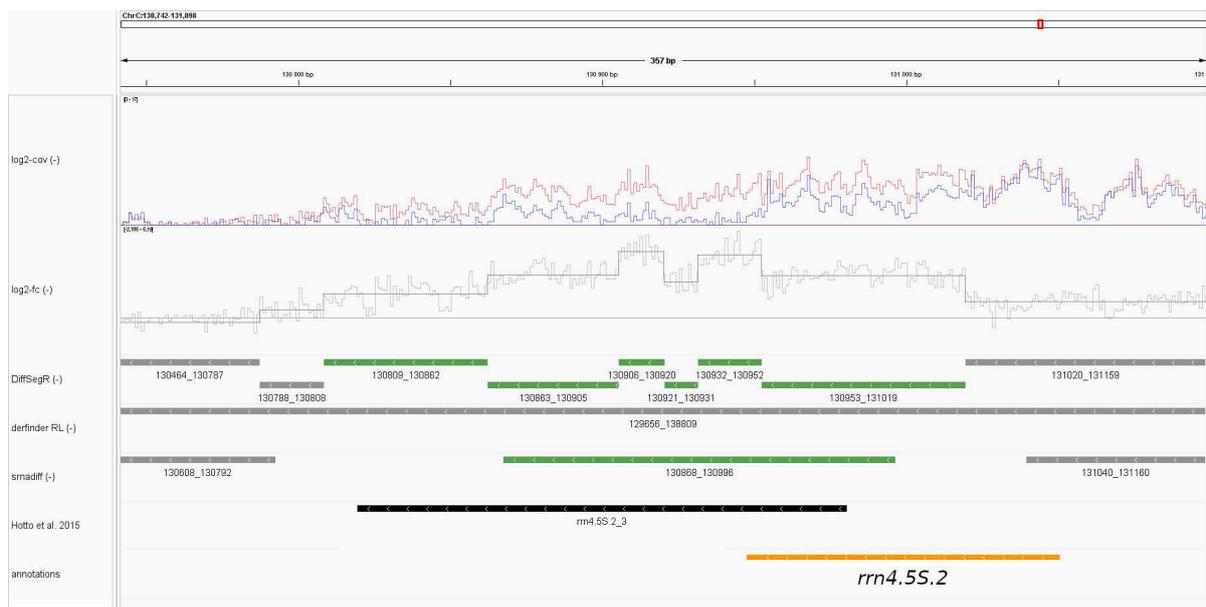 ChrC:130,742-131,098
357 bp
130 800 bp
130 900 bp
131 000 bp
131
[0 - 17]
log2-cov (-)
log2-fc (-)
DiffSegR (-)
130464_130787
130809_130862
130906_130920
130932_130952
131020_131159
130788_130808
130863_130905
130921_130931
130953_131019
derfinder RL (-)
129656_138809
srnadiff (-)
130608_130792
130868_130996
131040_131160
Hotto et al. 2015
rrn4.5S.2_3
annotations
rrn4.5S.2